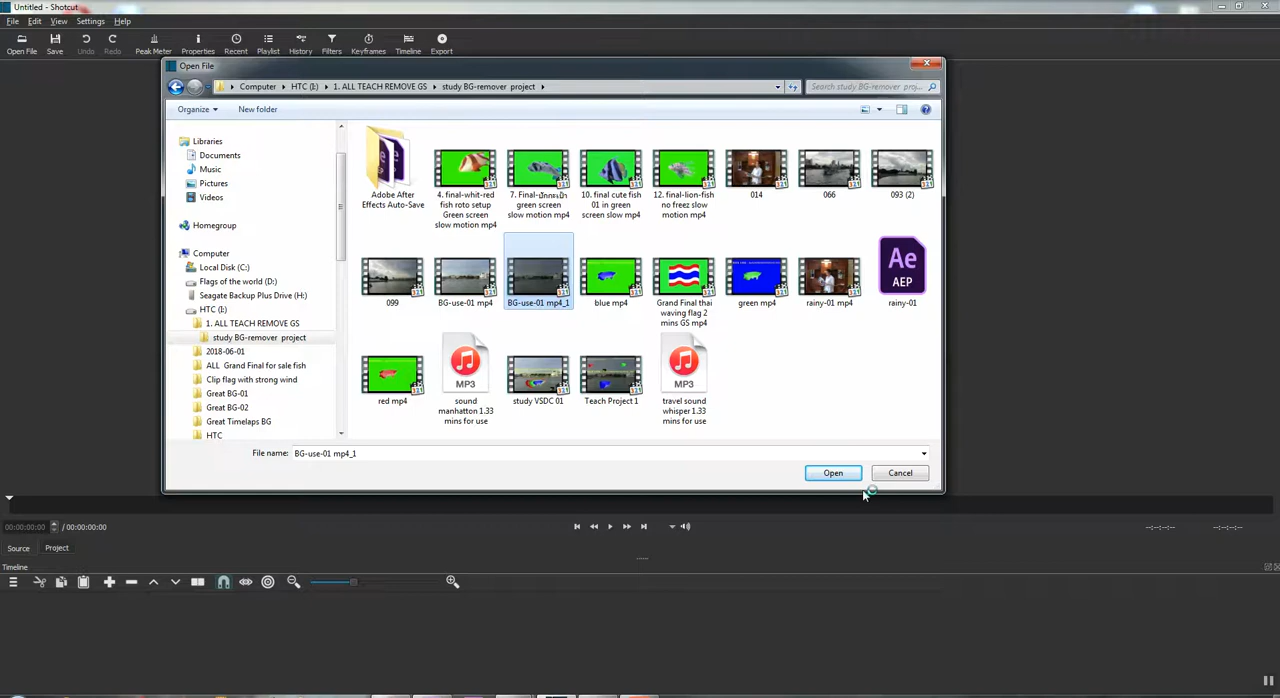 Untitled - Shotcut
File Edit View Settings Help
Open File Save Undo Redo Peak Meter Properties Recent Playlist History Filters Keyframes Timeline Export
Open File
Computer HTC (I:) 1. ALL TEACH REMOVE GS study BG-remover project
Search study BG-remover proj...
Organize New folder
Libraries
Documents
Music
Pictures
Videos
Homegroup
Computer
Local Disk (C:)
Flags of the world (D:)
Seagate Backup Plus Drive (H:)
HTC (I:)
1. ALL TEACH REMOVE GS
study BG-remover project
2018-06-01
ALL Grand Final for sale fish
Clip flag with strong wind
Great BG-01
Great BG-02
Great Timelaps BG
HTC
Adobe After
Effects Auto-Save
4. final-whit-red
fish roto setup
Green screen
slow motion mp4
green screen
slow motion mp4
10. final cute fish
01 in green
screen slow mp4
12. final-lion-fish
no freez slow
motion mp4
014
066
093 (2)
099
BG-use-01 mp4
BG-use-01 mp4_1
blue mp4
Grand Final thai
waving flag 2
mins GS mp4
green mp4
rainy-01 mp4
Ae
AEP
rainy-01
red mp4
MP3
sound
manhatton 1.33
mins for use
study VSDC 01
Teach Project 1
MP3
travel sound
whisper 1.33
mins for use
File name: BG-use-01 mp4_1
Open Cancel
00:00:00:00 / 00:00:00:00
--:--:--:-- --:--:--:--
Source Project
Timeline